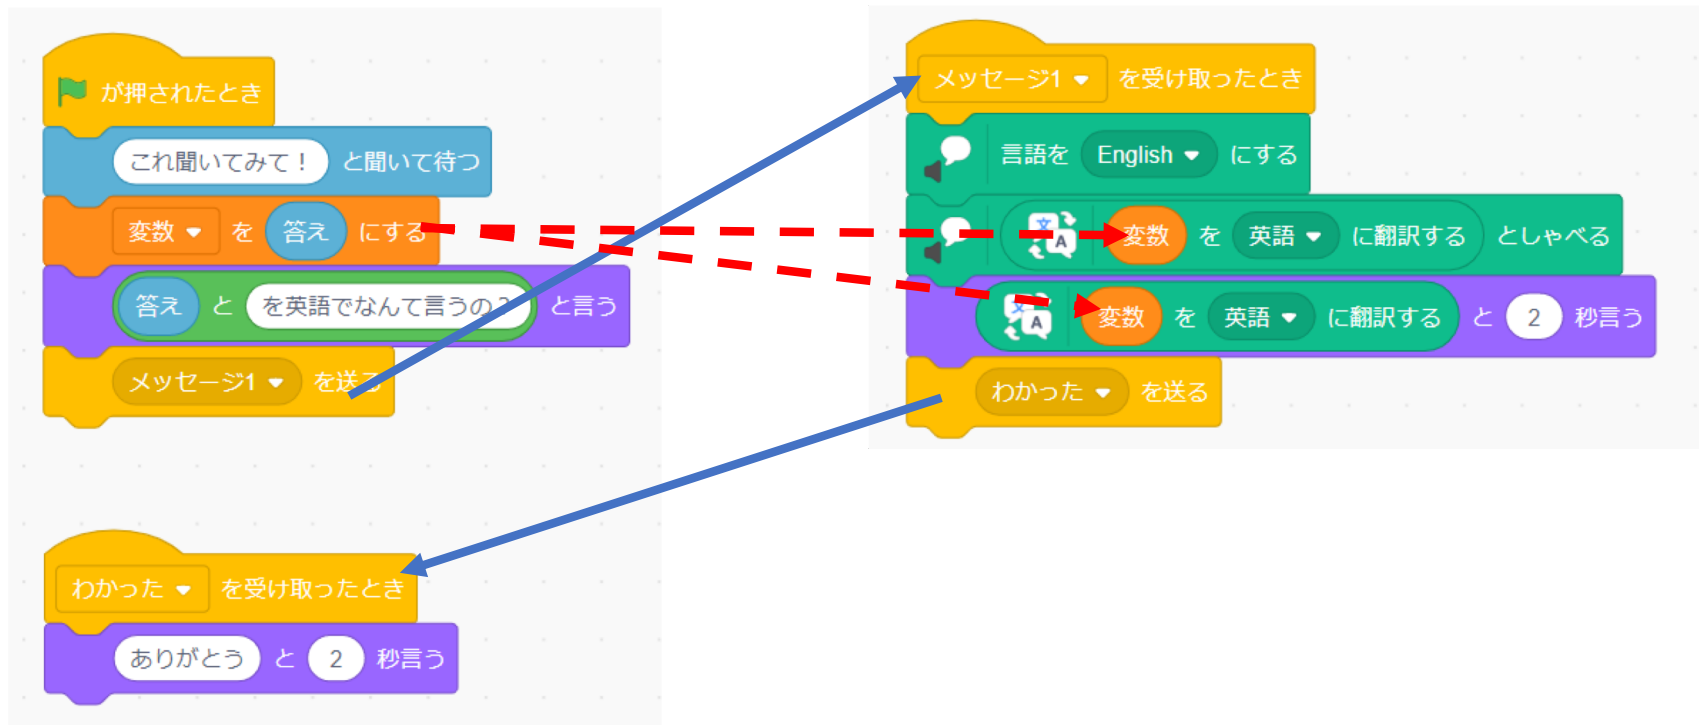 が押されたとき
これ聞いてみて！ と聞いて待つ
変数 を 答え にする
答え と を英語でなんて言うの？ と言う
メッセージ1 を送る
わかった を受け取ったとき
ありがとう と 2 秒言う
メッセージ1 を受け取ったとき
言語を English にする
変数 を 英語 に翻訳する としゃべる
変数 を 英語 に翻訳する と 2 秒言う
わかった を送る